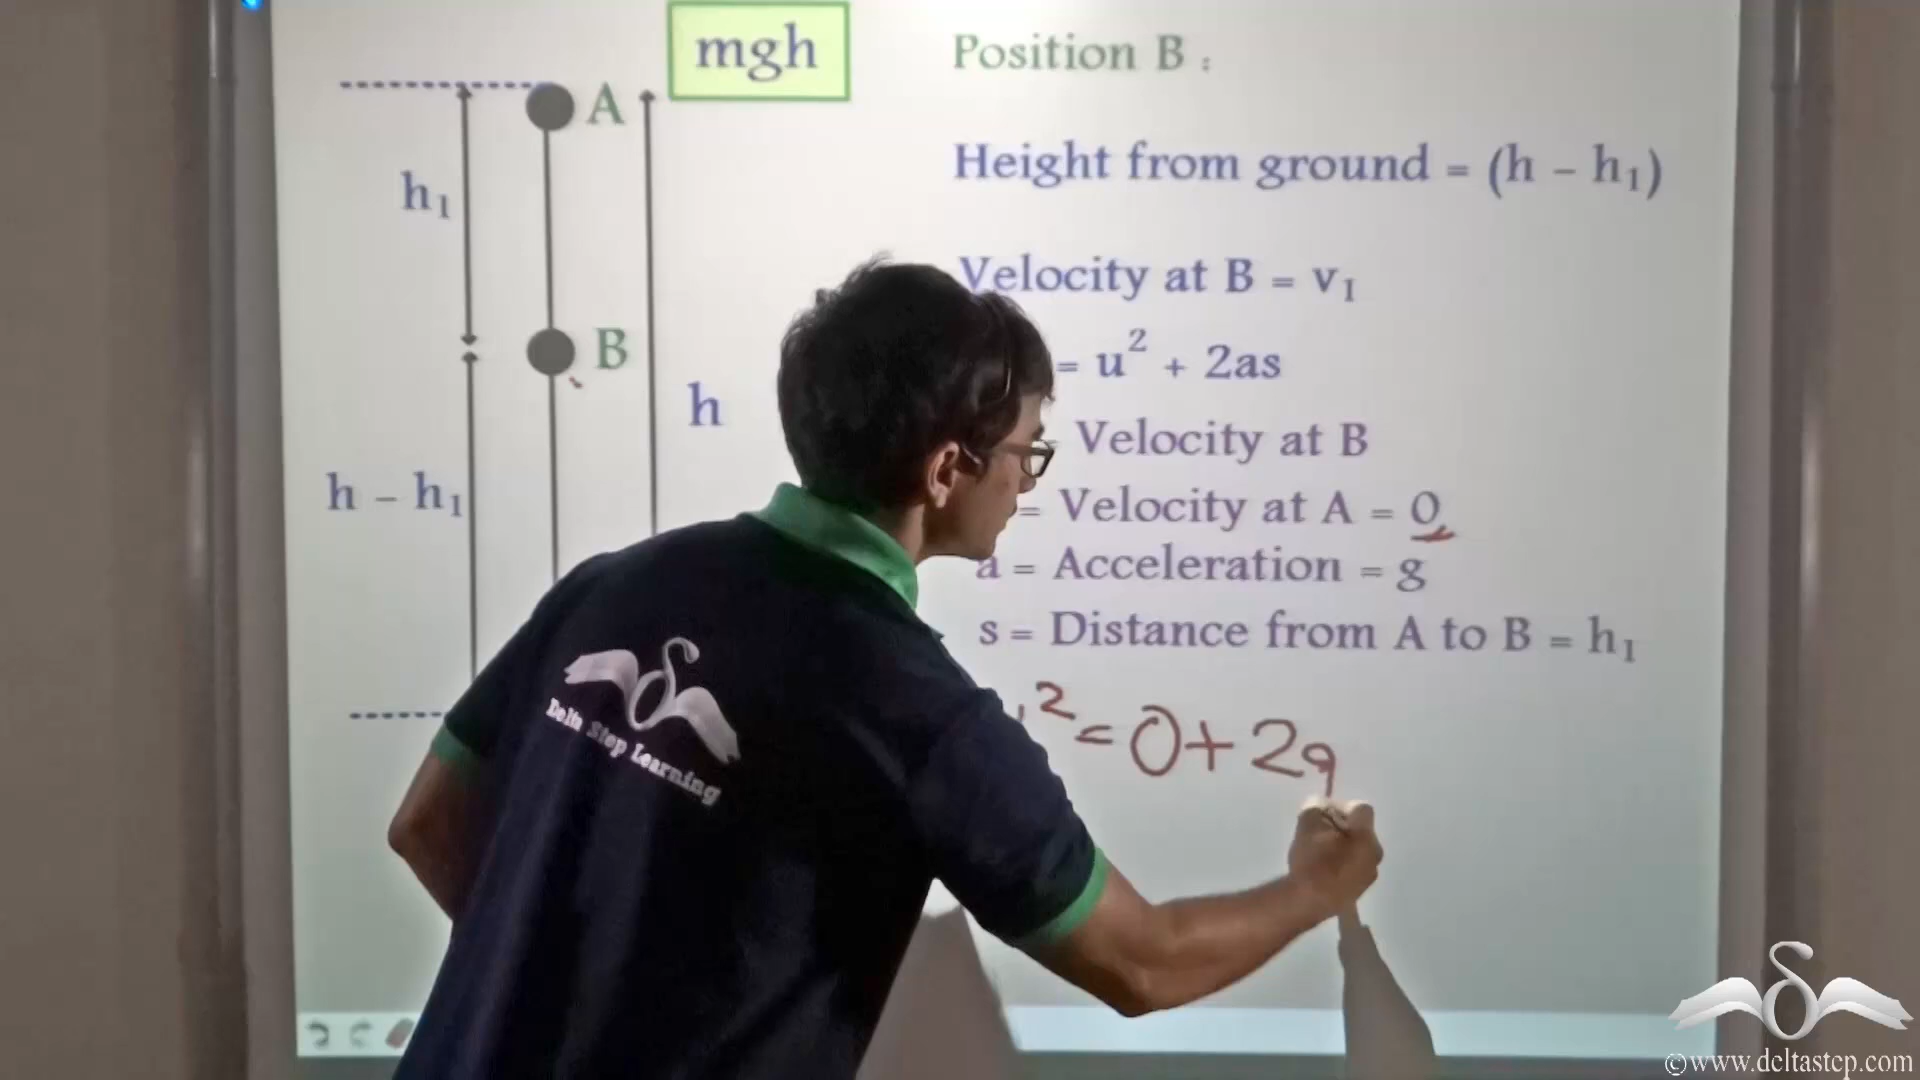 mgh
A
h₁
B
h
h – h₁
Position B :
Height from ground = (h – h₁)
Velocity at B = v₁
= u² + 2as
= Velocity at B
= Velocity at A = 0
a = Acceleration = g
s = Distance from A to B = h₁
² = 0 + 2g
Delta Step Learning
©www.deltastep.com